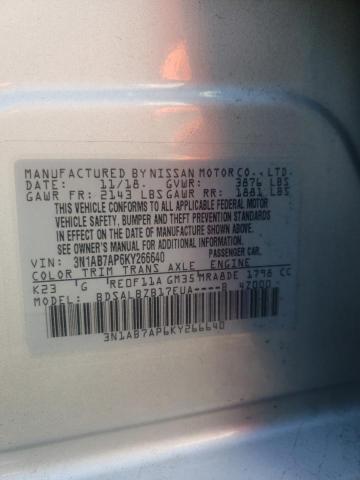 MANUFACTURED BY NISSAN MOTOR CO., LTD.
DATE: 11/18. GVWR: 3876 LBS
GAWR FR: 2143 LBS GAWR RR: 1881 LBS
THIS VEHICLE CONFORMS TO ALL APPLICABLE FEDERAL MOTOR
VEHICLE SAFETY, BUMPER AND THEFT PREVENTION STANDARDS
IN EFFECT ON THE DATE OF MANUFACTURE SHOWN ABOVE.
SEE OWNER'S MANUAL OR ADDITIONAL INFORMATION.
VIN: 3N1AB7AP6KY266640 PASSENGER CAR.
COLOR TRIM TRANS AXLE ENGINE
K23 G RE0F11A GM35 MRA8DE 1798 CC
MODEL: BDSALBZB17EUA----B 47000
3N1AB7AP6KY266640